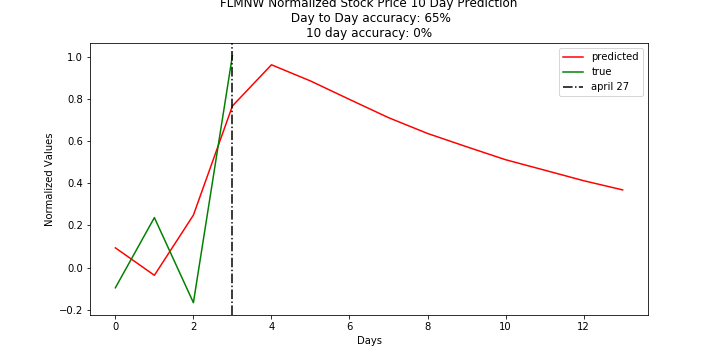 FLMNW Normalized Stock Price 10 Day Prediction
Day to Day accuracy: 65%
10 day accuracy: 0%
predicted
true
april 27
Normalized Values
1.0
0.8
0.6
0.4
0.2
0.0
−0.2
0 2 4 6 8 10 12
Days